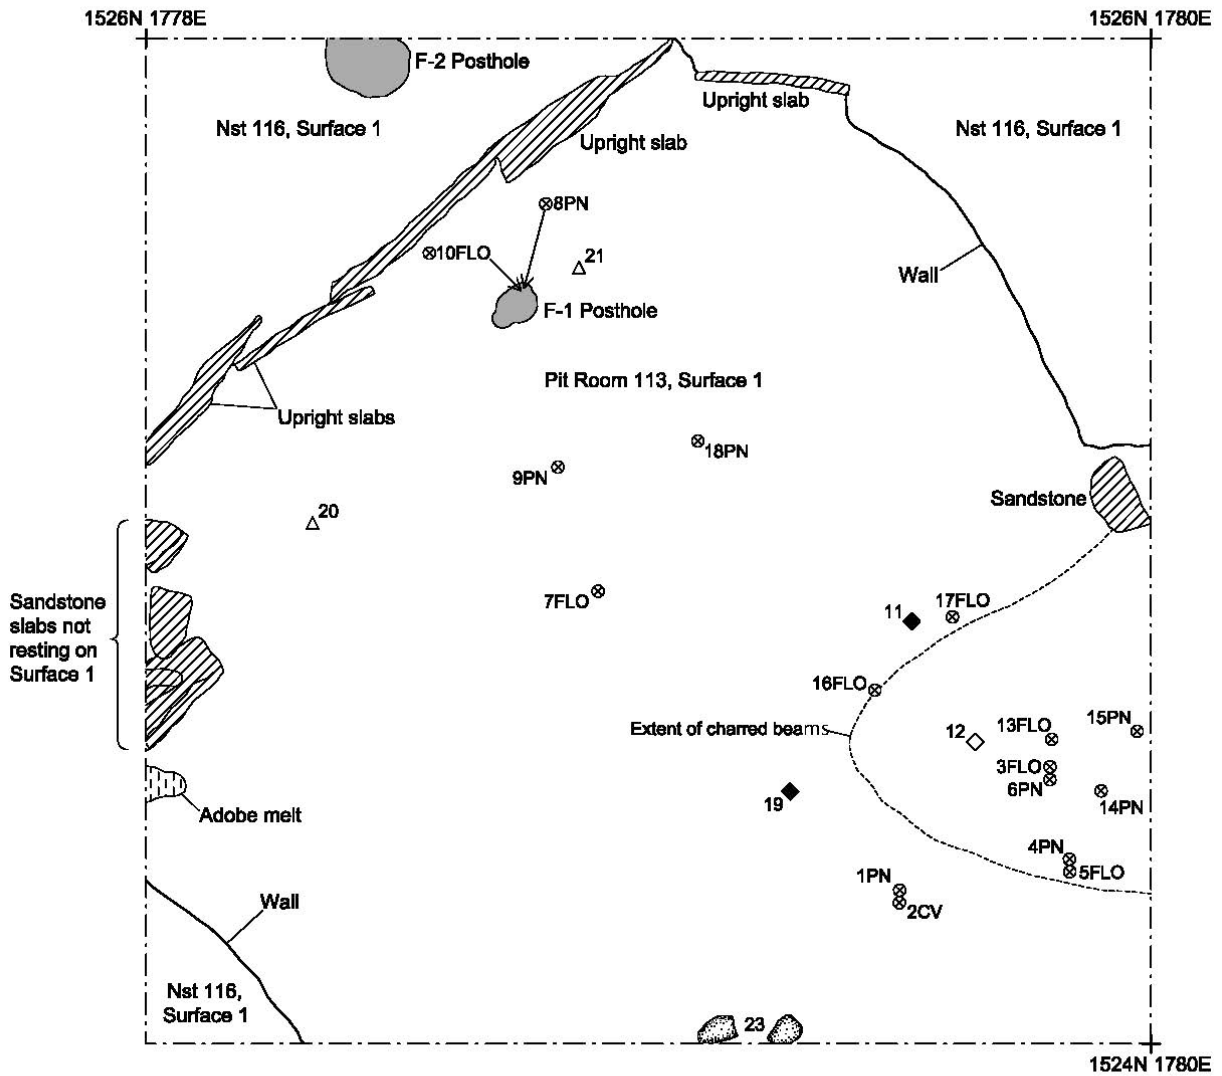 1526N 1778E
1526N 1780E
F-2 Posthole
Upright slab
Nst 116, Surface 1
Nst 116, Surface 1
Upright slab
8PN
10FLO
21
Wall
F-1 Posthole
Pit Room 113, Surface 1
Upright slabs
18PN
9PN
Sandstone
20
Sandstone
slabs not
resting on
Surface 1
7FLO
17FLO
11
16FLO
Extent of charred beams
12
13FLO
15PN
3FLO
6PN
14PN
19
Adobe melt
4PN
5FLO
1PN
2CV
Wall
Nst 116,
Surface 1
23
1524N 1780E